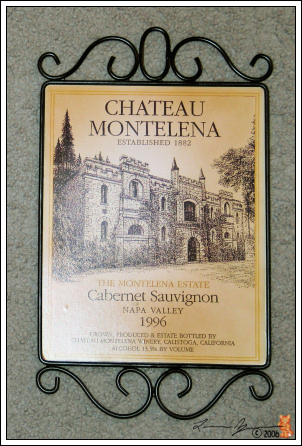 CHATEAU
MONTELENA
ESTABLISHED 1882
THE MONTELENA ESTATE
Cabernet Sauvignon
NAPA VALLEY
1996
GROWN, PRODUCED & ESTATE BOTTLED BY
CHATEAU MONTELENA WINERY, CALISTOGA, CALIFORNIA
ALCOHOL 13.5% BY VOLUME
© 2006